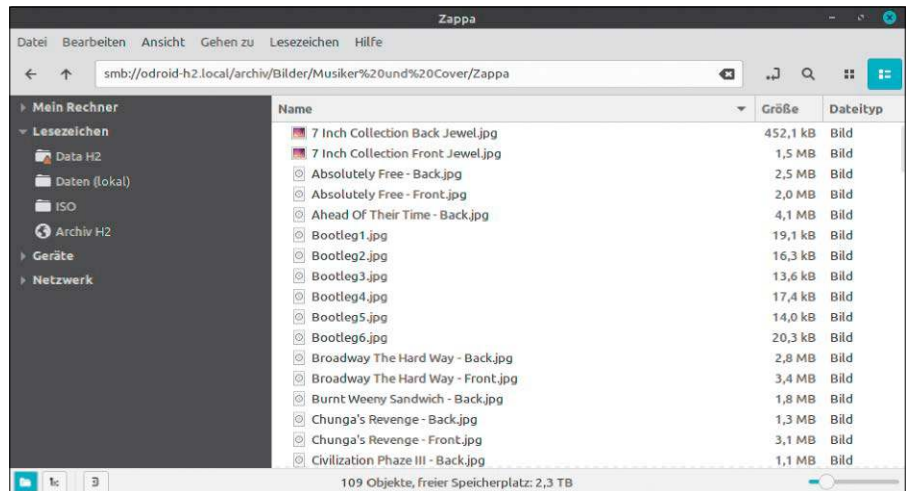 Zappa
Datei Bearbeiten Ansicht Gehen zu Lesezeichen Hilfe
smb://odroid-h2.local/archiv/Bilder/Musiker%20und%20Cover/Zappa
Mein Rechner
Lesezeichen
Data H2
Daten (lokal)
ISO
Archiv H2
Geräte
Netzwerk
Name Größe Dateityp
7 Inch Collection Back Jewel.jpg 452,1 kB Bild
7 Inch Collection Front Jewel.jpg 1,5 MB Bild
Absolutely Free - Back.jpg 2,5 MB Bild
Absolutely Free - Front.jpg 2,0 MB Bild
Ahead Of Their Time - Back.jpg 4,1 MB Bild
Bootleg1.jpg 19,1 kB Bild
Bootleg2.jpg 16,3 kB Bild
Bootleg3.jpg 13,6 kB Bild
Bootleg4.jpg 17,4 kB Bild
Bootleg5.jpg 14,0 kB Bild
Bootleg6.jpg 20,3 kB Bild
Broadway The Hard Way - Back.jpg 2,8 MB Bild
Broadway The Hard Way - Front.jpg 3,4 MB Bild
Burnt Weeny Sandwich - Back.jpg 1,8 MB Bild
Chunga's Revenge - Back.jpg 1,3 MB Bild
Chunga's Revenge - Front.jpg 3,1 MB Bild
Civilization Phaze III - Back.jpg 1,1 MB Bild
109 Objekte, freier Speicherplatz: 2,3 TB